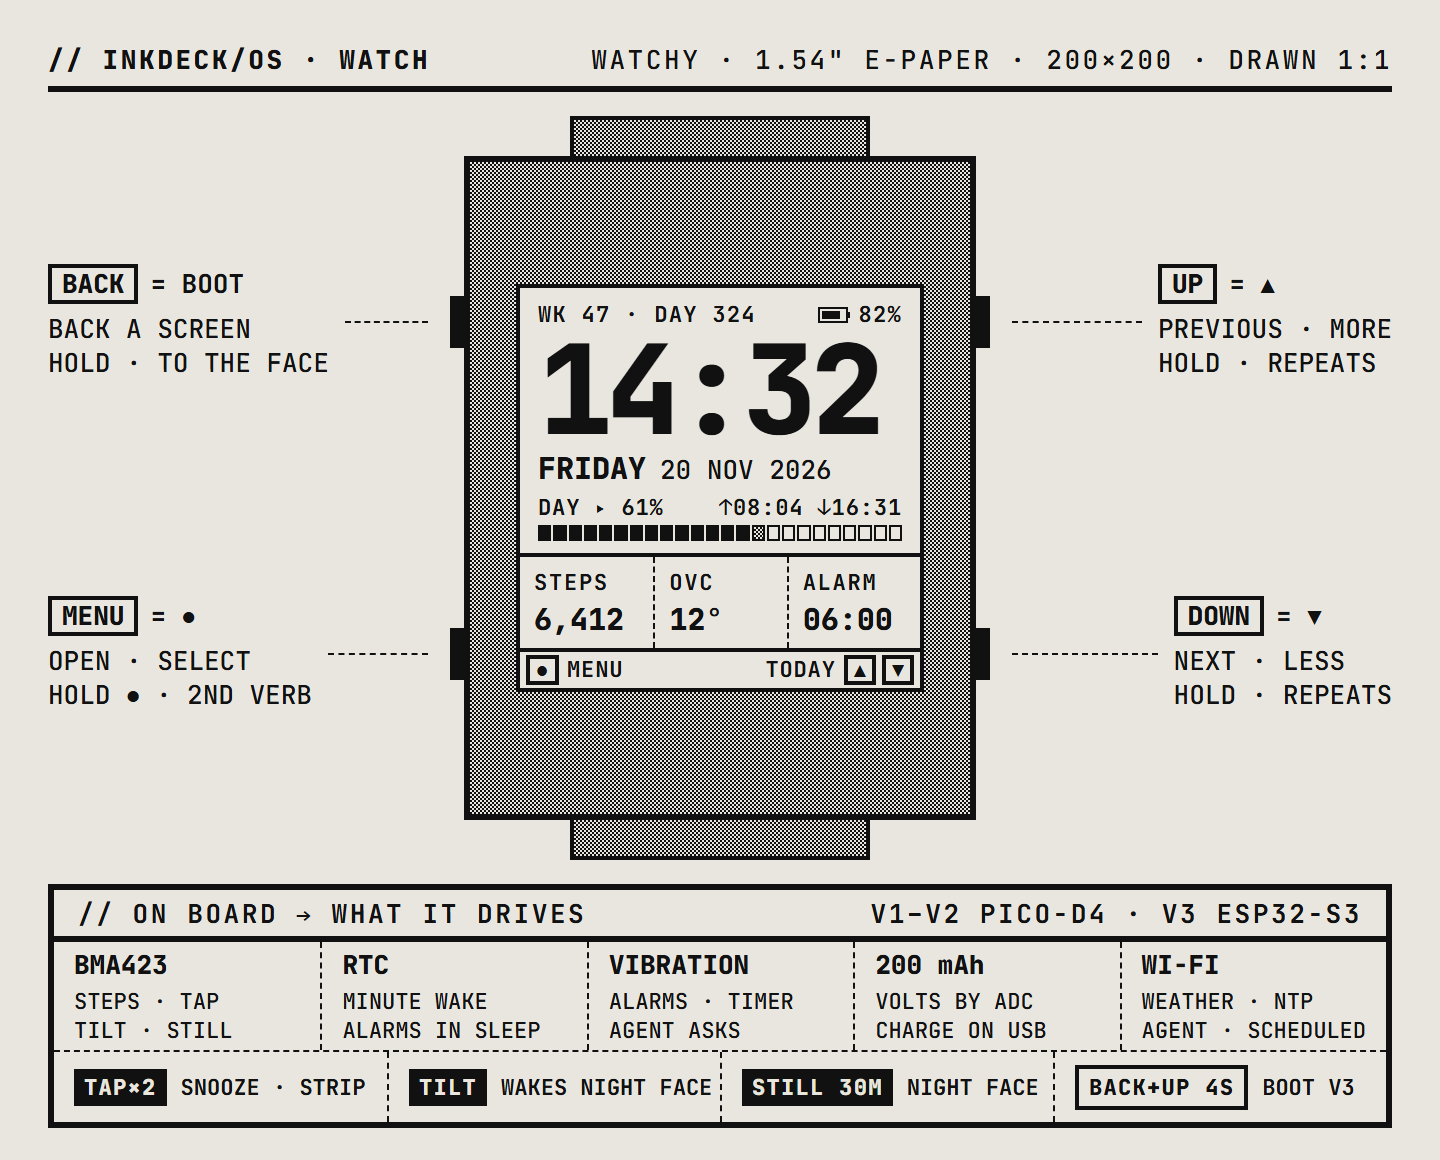 // INKDECK/OS · WATCH
WATCHY · 1.54" E-PAPER · 200×200 · DRAWN 1:1
BACK = BOOT
BACK A SCREEN
HOLD · TO THE FACE
UP = ▲
PREVIOUS · MORE
HOLD · REPEATS
WK 47 · DAY 324
82%
14:32
FRIDAY 20 NOV 2026
DAY ▸ 61%
↑08:04 ↓16:31
STEPS
6,412
OVC
12°
ALARM
06:00
● MENU
TODAY ▲ ▼
MENU = ●
OPEN · SELECT
HOLD ● · 2ND VERB
DOWN = ▼
NEXT · LESS
HOLD · REPEATS
// ON BOARD → WHAT IT DRIVES
V1–V2 PICO-D4 · V3 ESP32-S3
BMA423
STEPS · TAP
TILT · STILL
RTC
MINUTE WAKE
ALARMS IN SLEEP
VIBRATION
ALARMS · TIMER
AGENT ASKS
200 mAh
VOLTS BY ADC
CHARGE ON USB
WI-FI
WEATHER · NTP
AGENT · SCHEDULED
TAP×2 SNOOZE · STRIP
TILT WAKES NIGHT FACE
STILL 30M NIGHT FACE
BACK+UP 4S BOOT V3